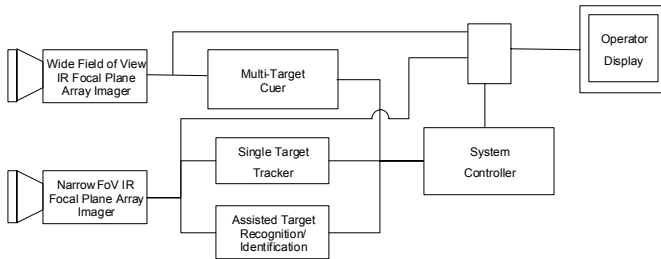 Wide Field of View
IR Focal Plane
Array Imager
Multi-Target
Cuer
Operator
Display
Single Target
Tracker
System
Controller
Narrow FoV IR
Focal Plane Array
Imager
Assisted Target
Recognition/
Identification